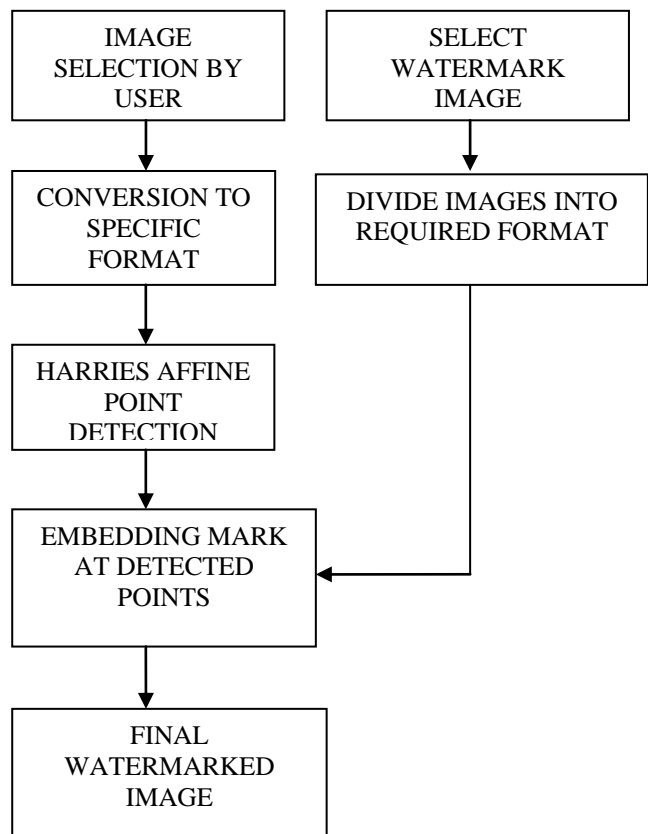 IMAGE
SELECTION BY
USER
SELECT
WATERMARK
IMAGE
CONVERSION TO
SPECIFIC
FORMAT
DIVIDE IMAGES INTO
REQUIRED FORMAT
HARRIES AFFINE
POINT
DETECTION
EMBEDDING MARK
AT DETECTED
POINTS
FINAL
WATERMARKED
IMAGE